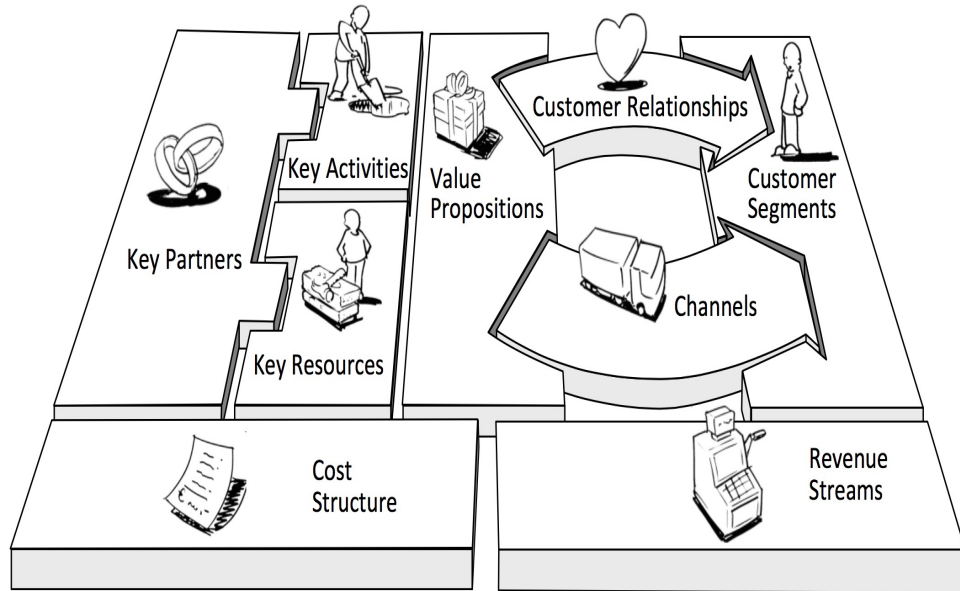 Customer Relationships
Key Activities
Value
Propositions
Customer
Segments
Key Partners
Channels
Key Resources
Cost
Structure
Revenue
Streams